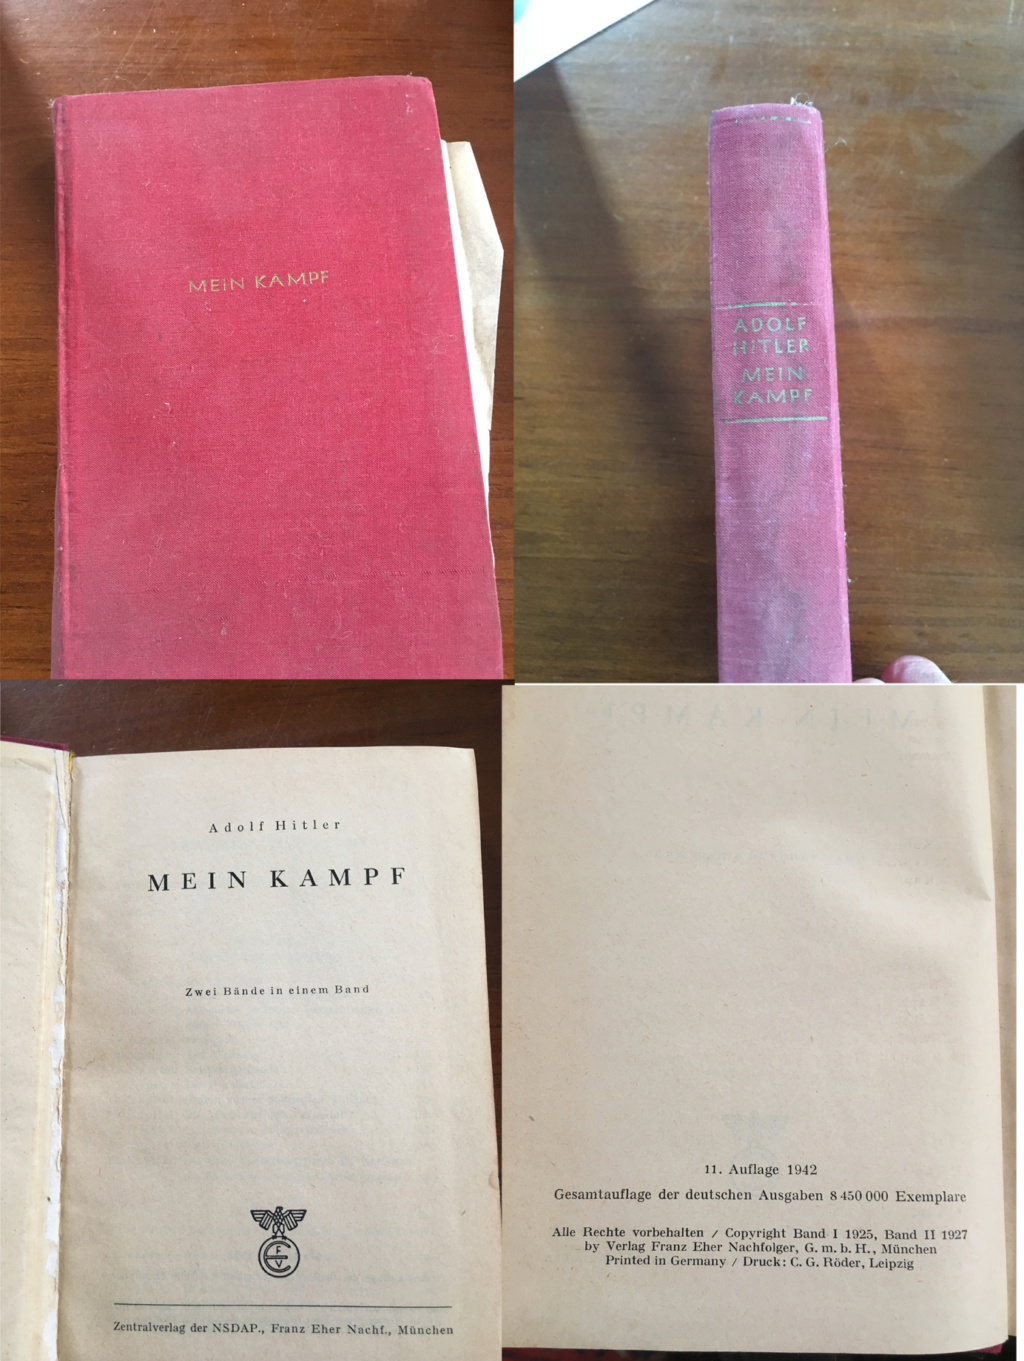 MEIN KAMPF
ADOLF
HITLER
MEIN
KAMPF
Adolf Hitler
MEIN KAMPF
Zwei Bände in einem Band
F
E
V
Zentralverlag der NSDAP., Franz Eher Nachf., München
11. Auflage 1942
Gesamtauflage der deutschen Ausgaben 8 450 000 Exemplare
Alle Rechte vorbehalten / Copyright Band I 1925, Band II 1927
by Verlag Franz Eher Nachfolger, G. m. b. H., München
Printed in Germany / Druck: C. G. Röder, Leipzig